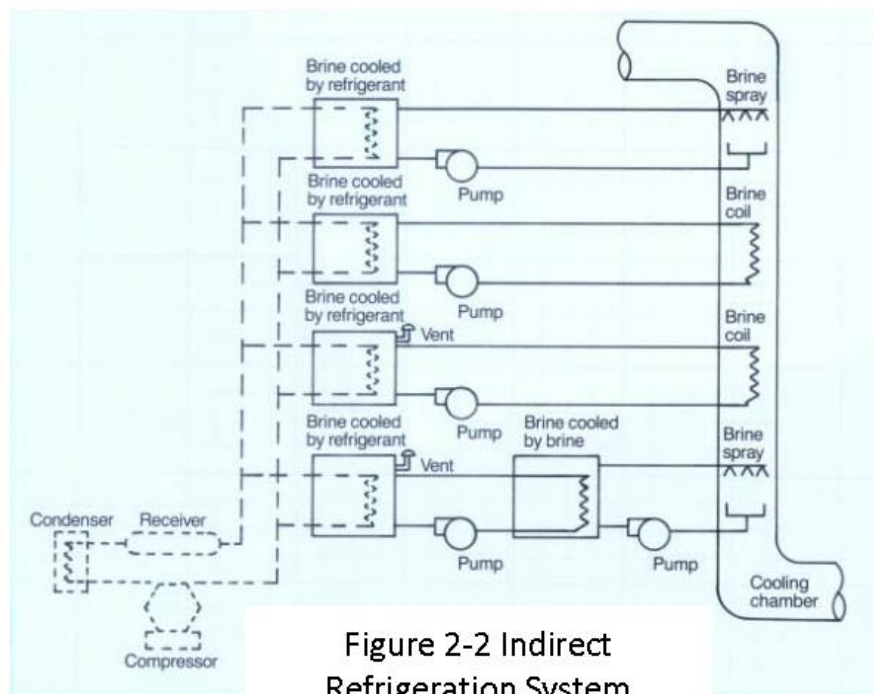 Brine cooled
by refrigerant
Brine
spray
Pump
Brine cooled
by refrigerant
Brine
coil
Pump
Brine cooled
by refrigerant
Vent
Brine
coil
Pump
Brine cooled
by refrigerant
Vent
Brine cooled
by brine
Brine
spray
Condenser
Receiver
Pump
Pump
Cooling
chamber
Compressor
Figure 2-2 Indirect
Refrigeration System